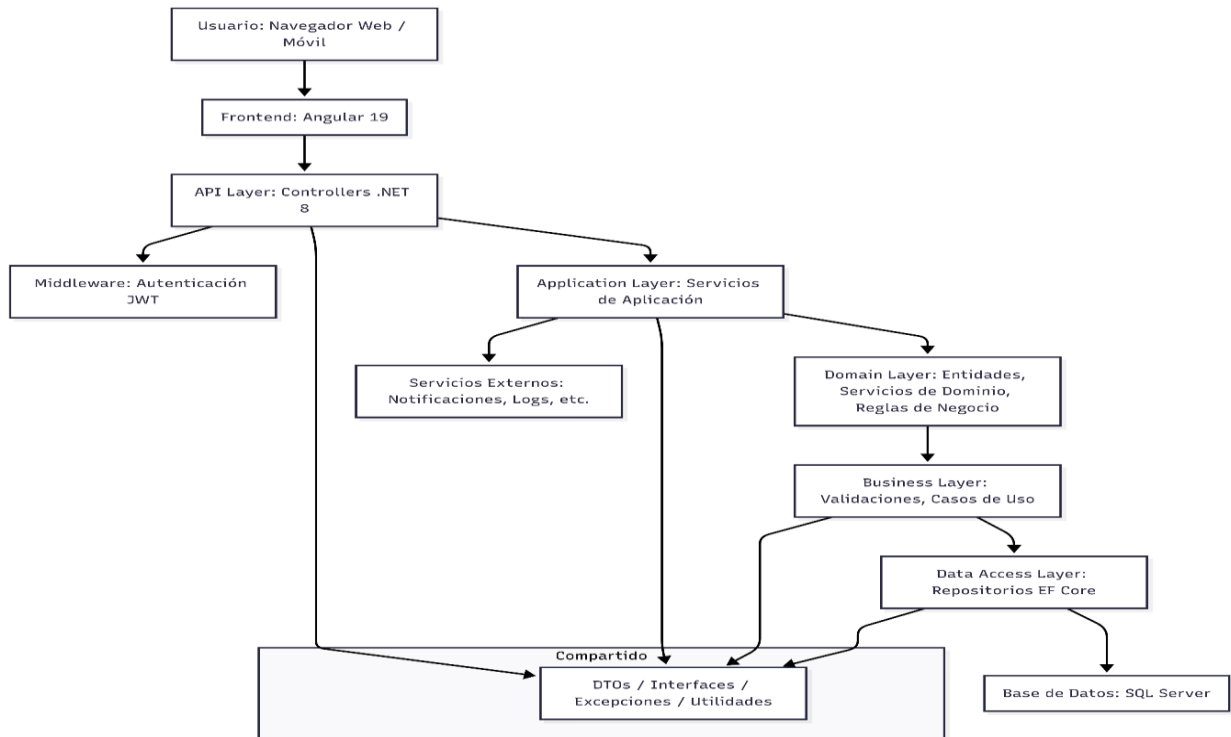 Usuario: Navegador Web /
Móvil
Frontend: Angular 19
API Layer: Controllers .NET
8
Middleware: Autenticación
JWT
Application Layer: Servicios
de Aplicación
Servicios Externos:
Notificaciones, Logs, etc.
Domain Layer: Entidades,
Servicios de Dominio,
Reglas de Negocio
Business Layer:
Validaciones, Casos de Uso
Data Access Layer:
Repositorios EF Core
Compartido
DTOs / Interfaces /
Excepciones / Utilidades
Base de Datos: SQL Server